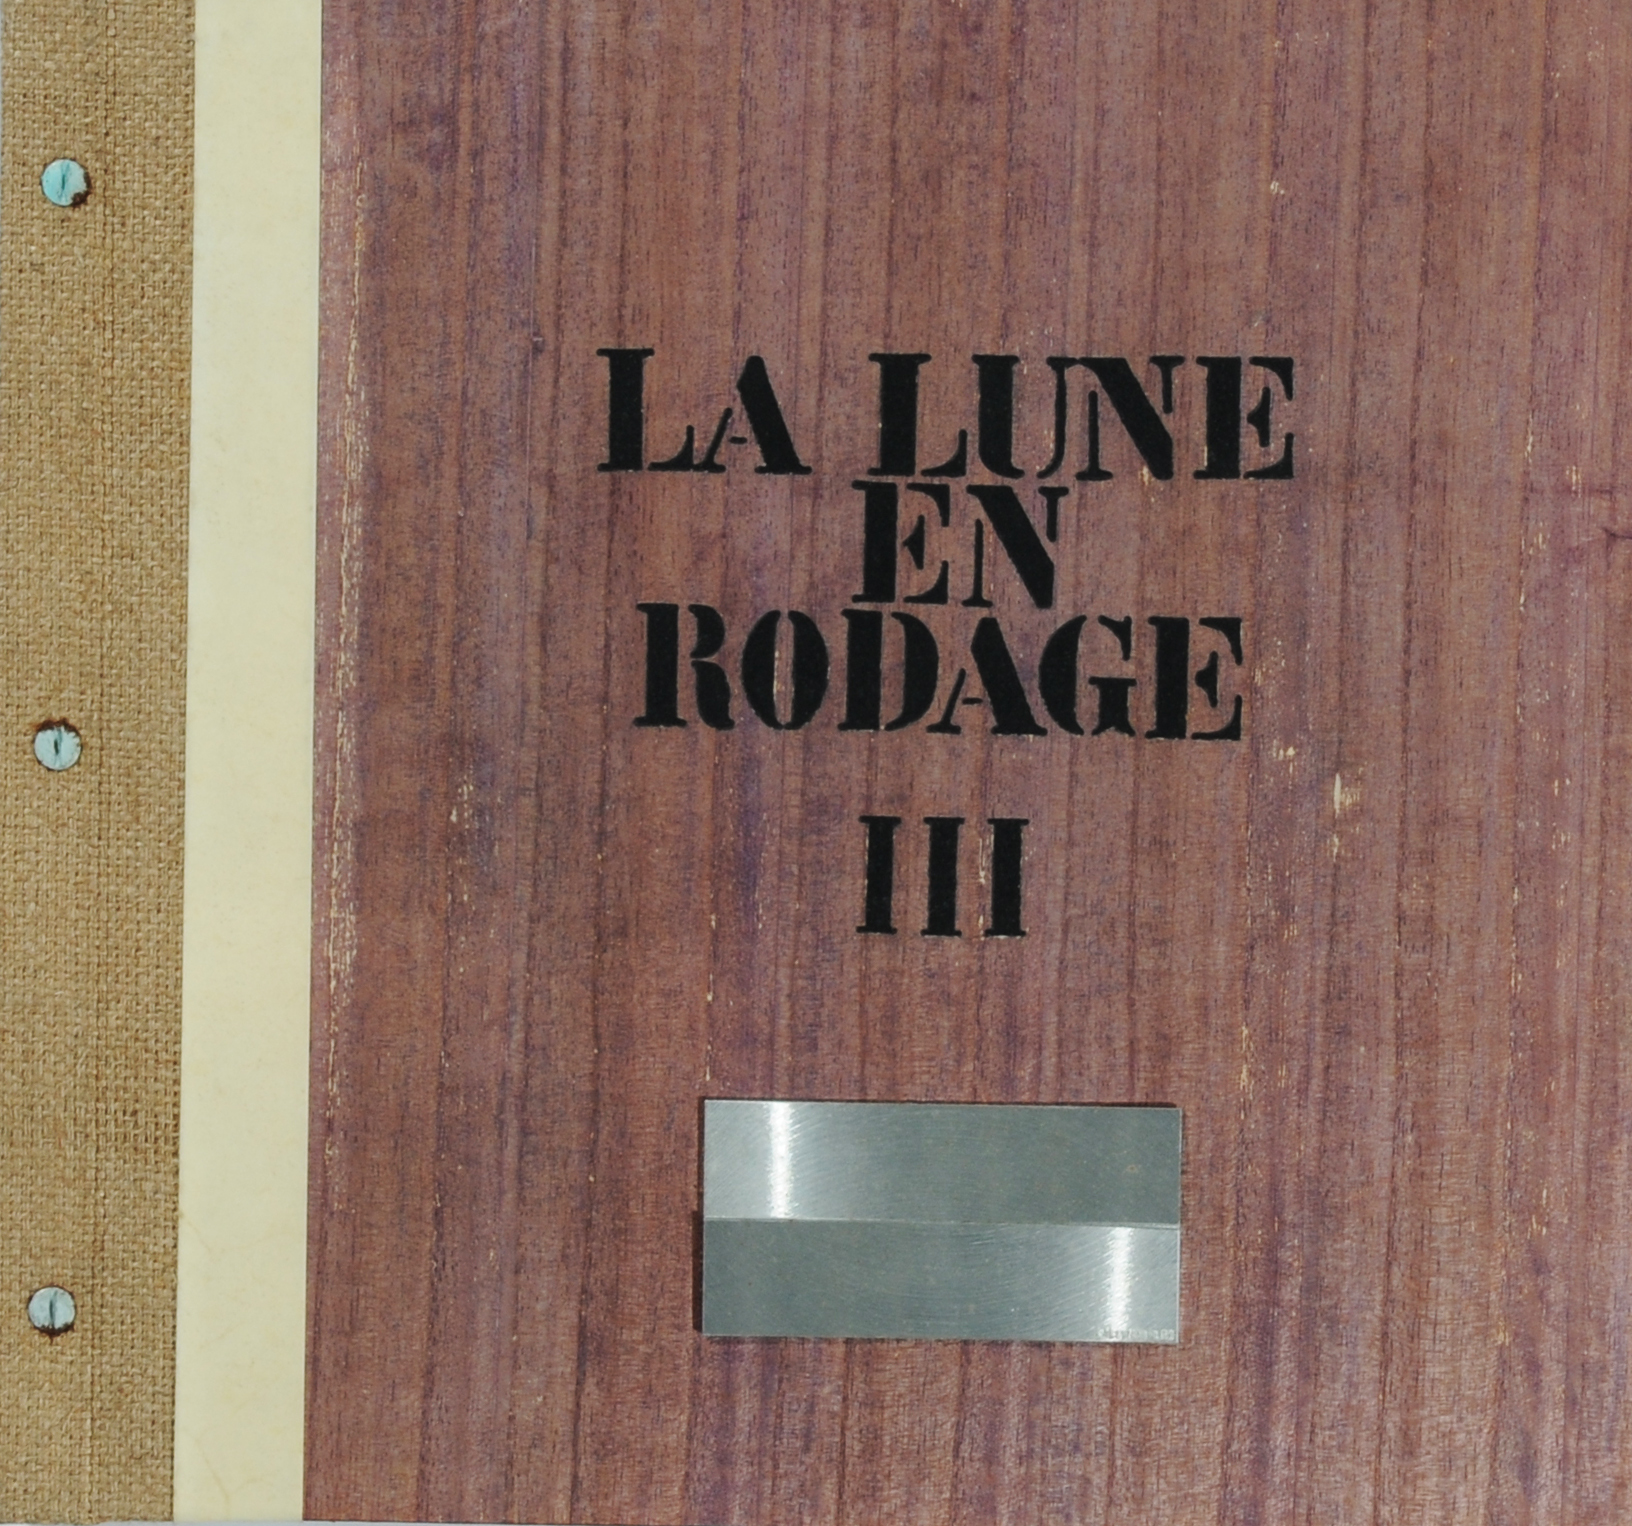 LA LUNE
EN
RODAGE
III